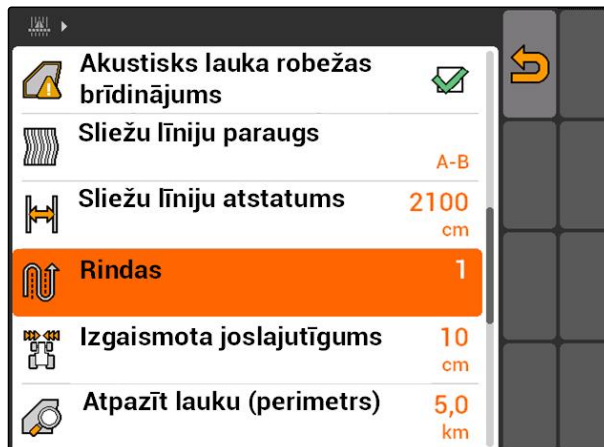 Akustisks lauka robežas
brīdinājums
Sliežu līniju paraugs
A-B
Sliežu līniju atstatums 2100
cm
Rindas 1
Izgaismota joslajutīgums 10
cm
Atpazīt lauku (perimetrs) 5,0
km